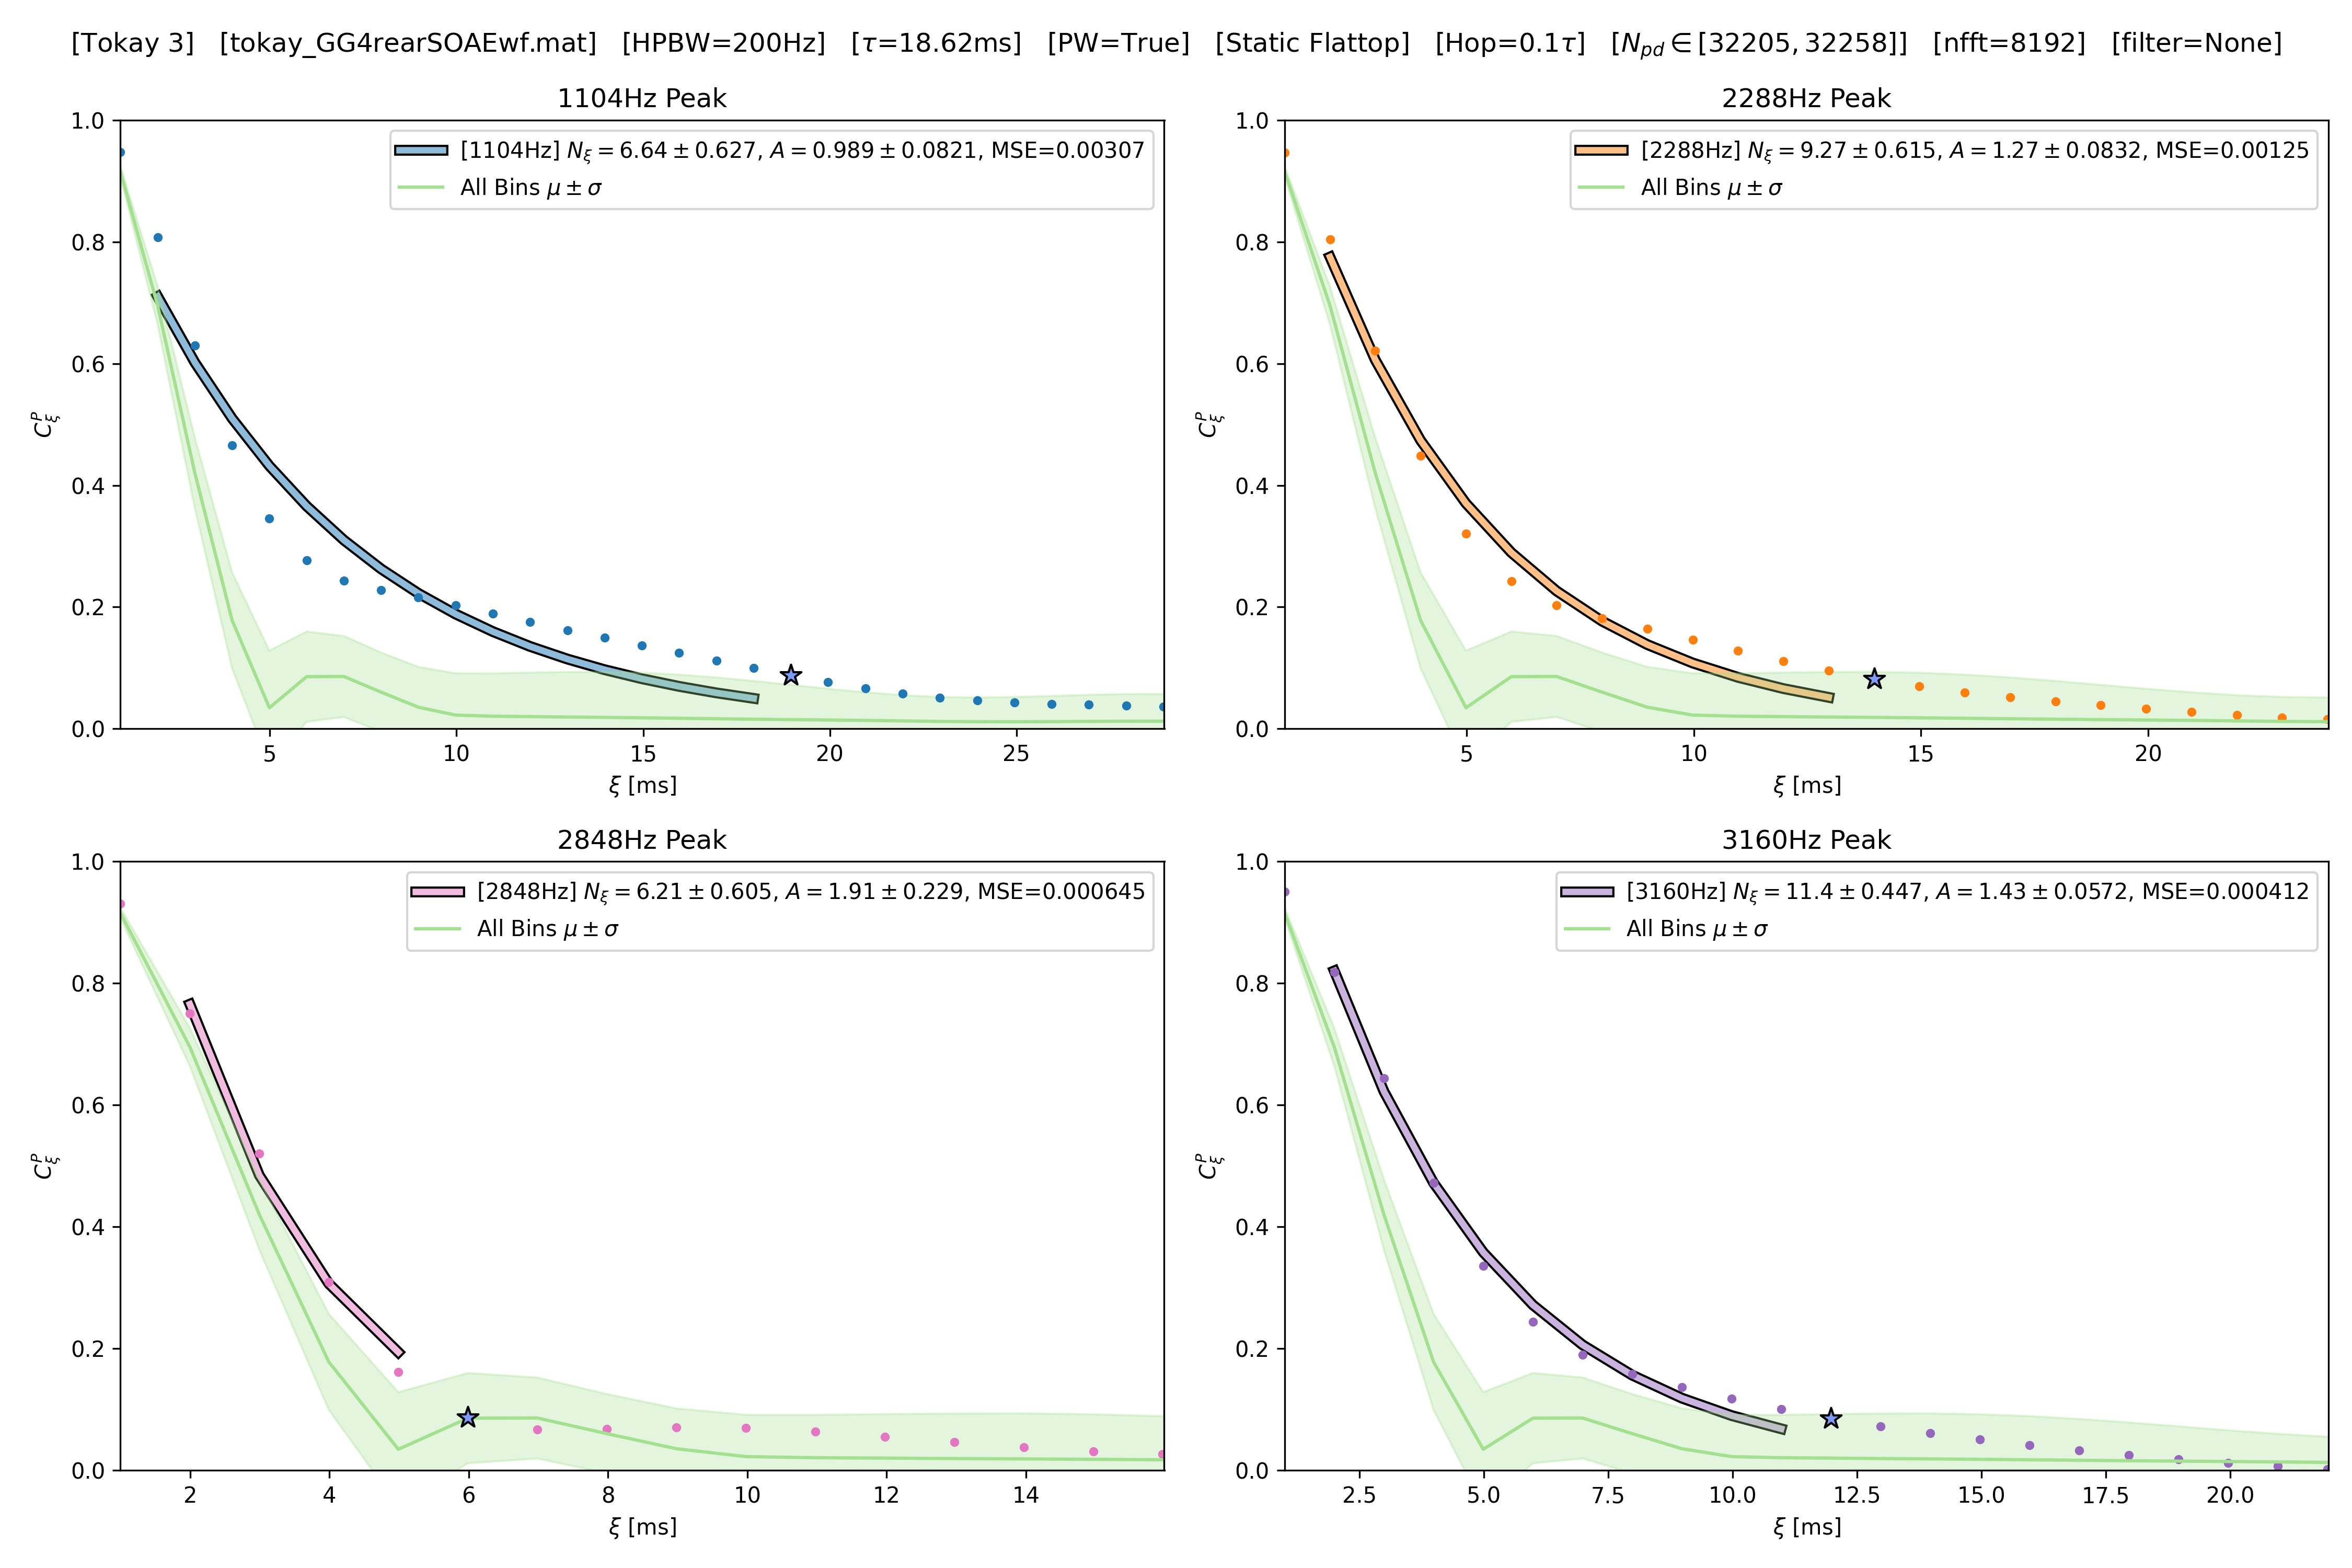 [Tokay 3] [tokay_GG4rearSOAEwf.mat] [HPBW=200Hz] [τ=18.62ms] [PW=True] [Static Flattop] [Hop=0.1τ] [N_pd ∈ [32205, 32258]] [nfft=8192] [filter=None]
1104Hz Peak
[1104Hz] N_ξ = 6.64 ± 0.627, A = 0.989 ± 0.0821, MSE=0.00307
All Bins μ ± σ
1.0
0.8
0.6
0.4
0.2
0.0
C_ξ^P
5 10 15 20 25
ξ [ms]
2288Hz Peak
[2288Hz] N_ξ = 9.27 ± 0.615, A = 1.27 ± 0.0832, MSE=0.00125
All Bins μ ± σ
1.0
0.8
0.6
0.4
0.2
0.0
C_ξ^P
5 10 15 20
ξ [ms]
2848Hz Peak
[2848Hz] N_ξ = 6.21 ± 0.605, A = 1.91 ± 0.229, MSE=0.000645
All Bins μ ± σ
1.0
0.8
0.6
0.4
0.2
0.0
C_ξ^P
2 4 6 8 10 12 14
ξ [ms]
3160Hz Peak
[3160Hz] N_ξ = 11.4 ± 0.447, A = 1.43 ± 0.0572, MSE=0.000412
All Bins μ ± σ
1.0
0.8
0.6
0.4
0.2
0.0
C_ξ^P
2.5 5.0 7.5 10.0 12.5 15.0 17.5 20.0
ξ [ms]